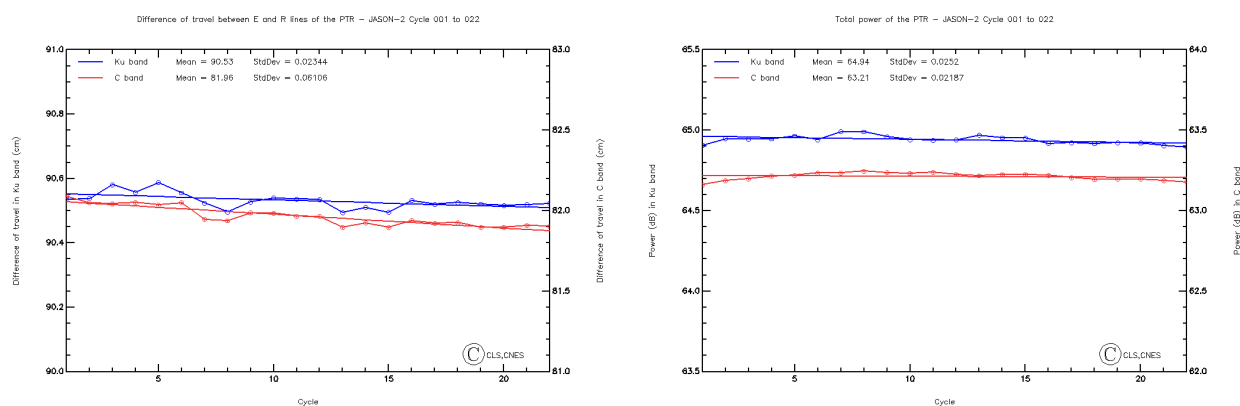 Difference of travel between E and R lines of the PTR - JASON-2 Cycle 001 to 022
91.0
90.8
90.6
90.4
90.2
90.0
Difference of travel in Ku band (cm)
Ku band Mean = 90.53 StdDev = 0.02344
C band Mean = 81.96 StdDev = 0.06106
83.0
82.5
82.0
81.5
81.0
Difference of travel in C band (cm)
5 10 15 20
Cycle
© CLS,CNES
Total power of the PTR - JASON-2 Cycle 001 to 022
65.5
65.0
64.5
64.0
63.5
Power (dB) in Ku band
Ku band Mean = 64.94 StdDev = 0.0252
C band Mean = 63.21 StdDev = 0.02187
64.0
63.5
63.0
62.5
62.0
Power (dB) in C band
5 10 15 20
Cycle
© CLS,CNES